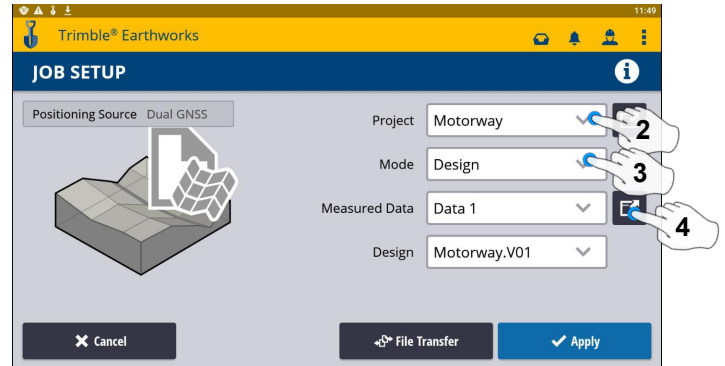 11:49
Trimble® Earthworks
JOB SETUP
Positioning Source Dual GNSS
Project Motorway
2
Mode Design
3
Measured Data Data 1
4
Design Motorway.V01
Cancel
File Transfer
Apply